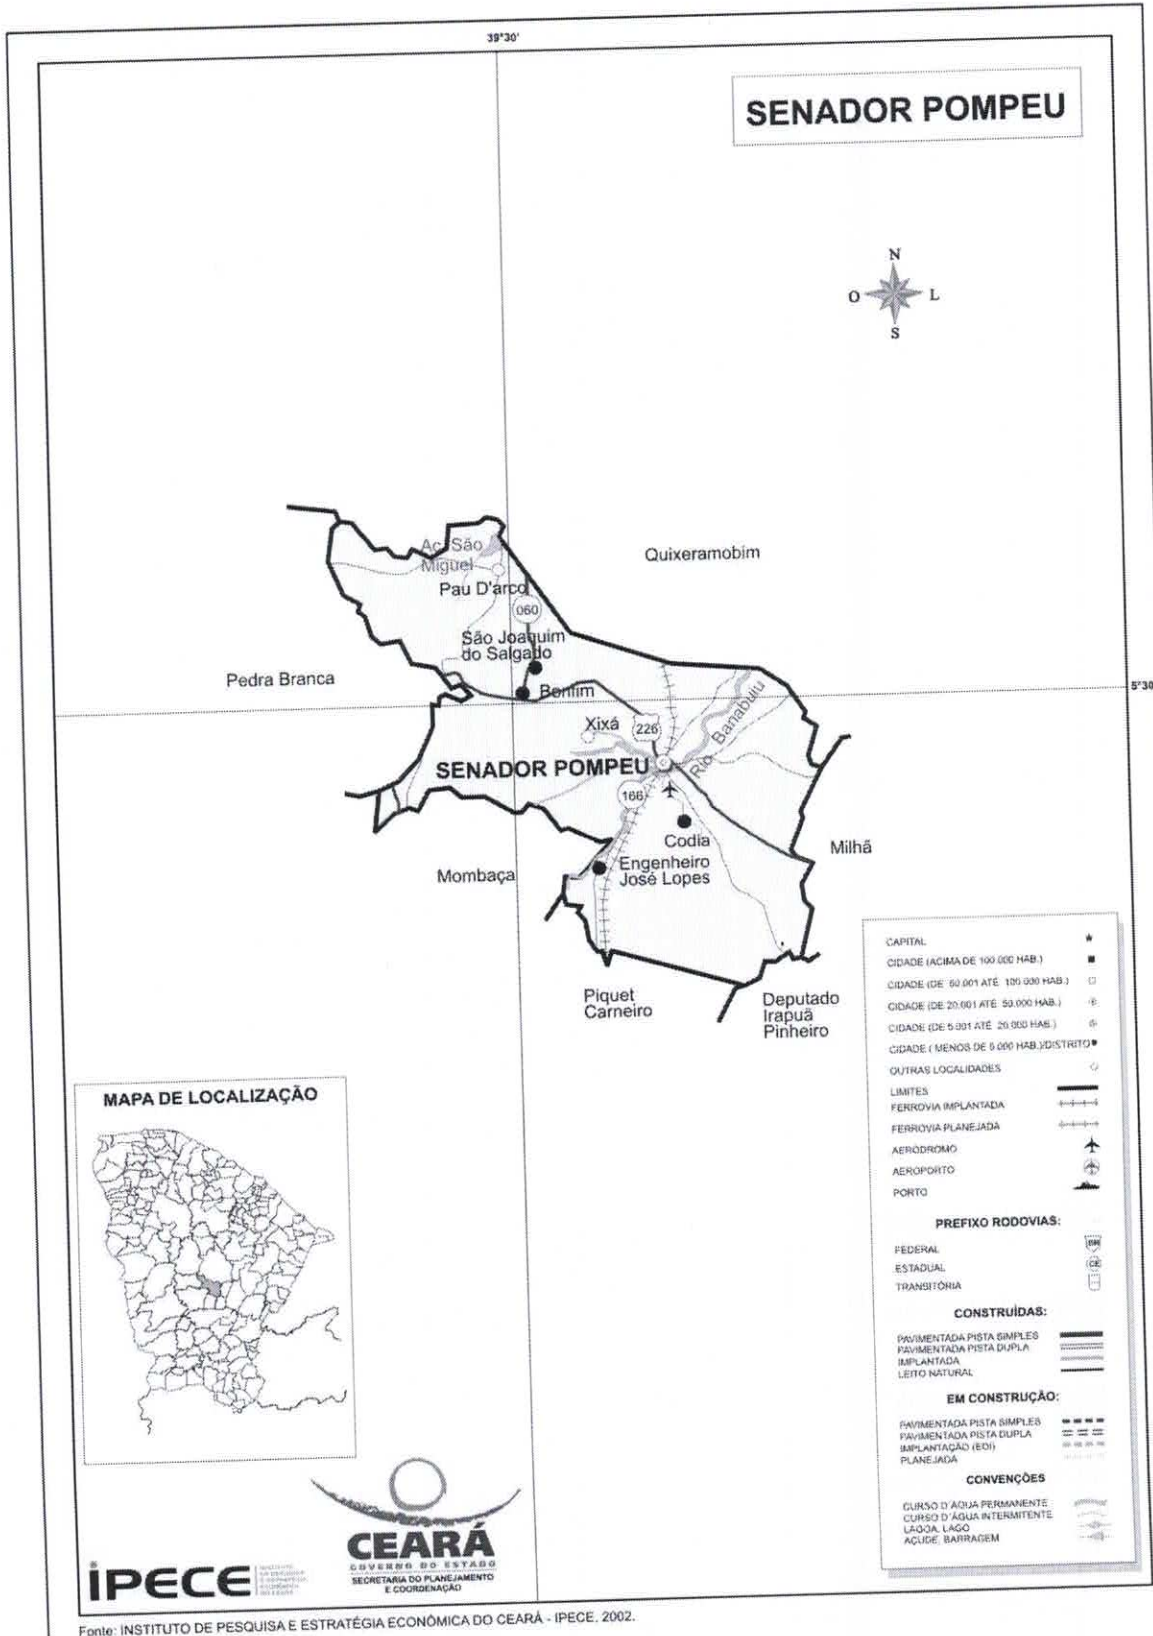 39°30'
SENADOR POMPEU
N
O
L
S
Aç. São
Miguel
Quixeramobim
Pau D'arco
060
São Joaquim
do Salgado
Pedra Branca
Bonfim
5°30
Xixá
226
Rio Banabuiu
SENADOR POMPEU
166
Codia
Milhã
Engenheiro
José Lopes
Mombaça
Piquet
Carneiro
Deputado
Irapuã
Pinheiro
CAPITAL
CIDADE (ACIMA DE 100.000 HAB.)
CIDADE (DE 50.001 ATÉ 100.000 HAB.)
CIDADE (DE 20.001 ATÉ 50.000 HAB.)
CIDADE (DE 5.001 ATÉ 20.000 HAB.)
CIDADE ( MENOS DE 5.000 HAB.)/DISTRITO
OUTRAS LOCALIDADES
LIMITES
FERROVIA IMPLANTADA
FERROVIA PLANEJADA
AERÓDROMO
AEROPORTO
PORTO
PREFIXO RODOVIAS:
FEDERAL
ESTADUAL
CE
TRANSITÓRIA
CONSTRUÍDAS:
PAVIMENTADA PISTA SIMPLES
PAVIMENTADA PISTA DUPLA
IMPLANTADA
LEITO NATURAL
EM CONSTRUÇÃO:
PAVIMENTADA PISTA SIMPLES
PAVIMENTADA PISTA DUPLA
IMPLANTAÇÃO (EOI)
PLANEJADA
CONVENÇÕES
CURSO D'ÁGUA PERMANENTE
CURSO D'ÁGUA INTERMITENTE
LAGOA, LAGO
AÇUDE, BARRAGEM
MAPA DE LOCALIZAÇÃO
IPECE
CEARÁ
GOVERNO DO ESTADO
SECRETARIA DO PLANEJAMENTO
E COORDENAÇÃO
Fonte: INSTITUTO DE PESQUISA E ESTRATÉGIA ECONÔMICA DO CEARÁ - IPECE. 2002.